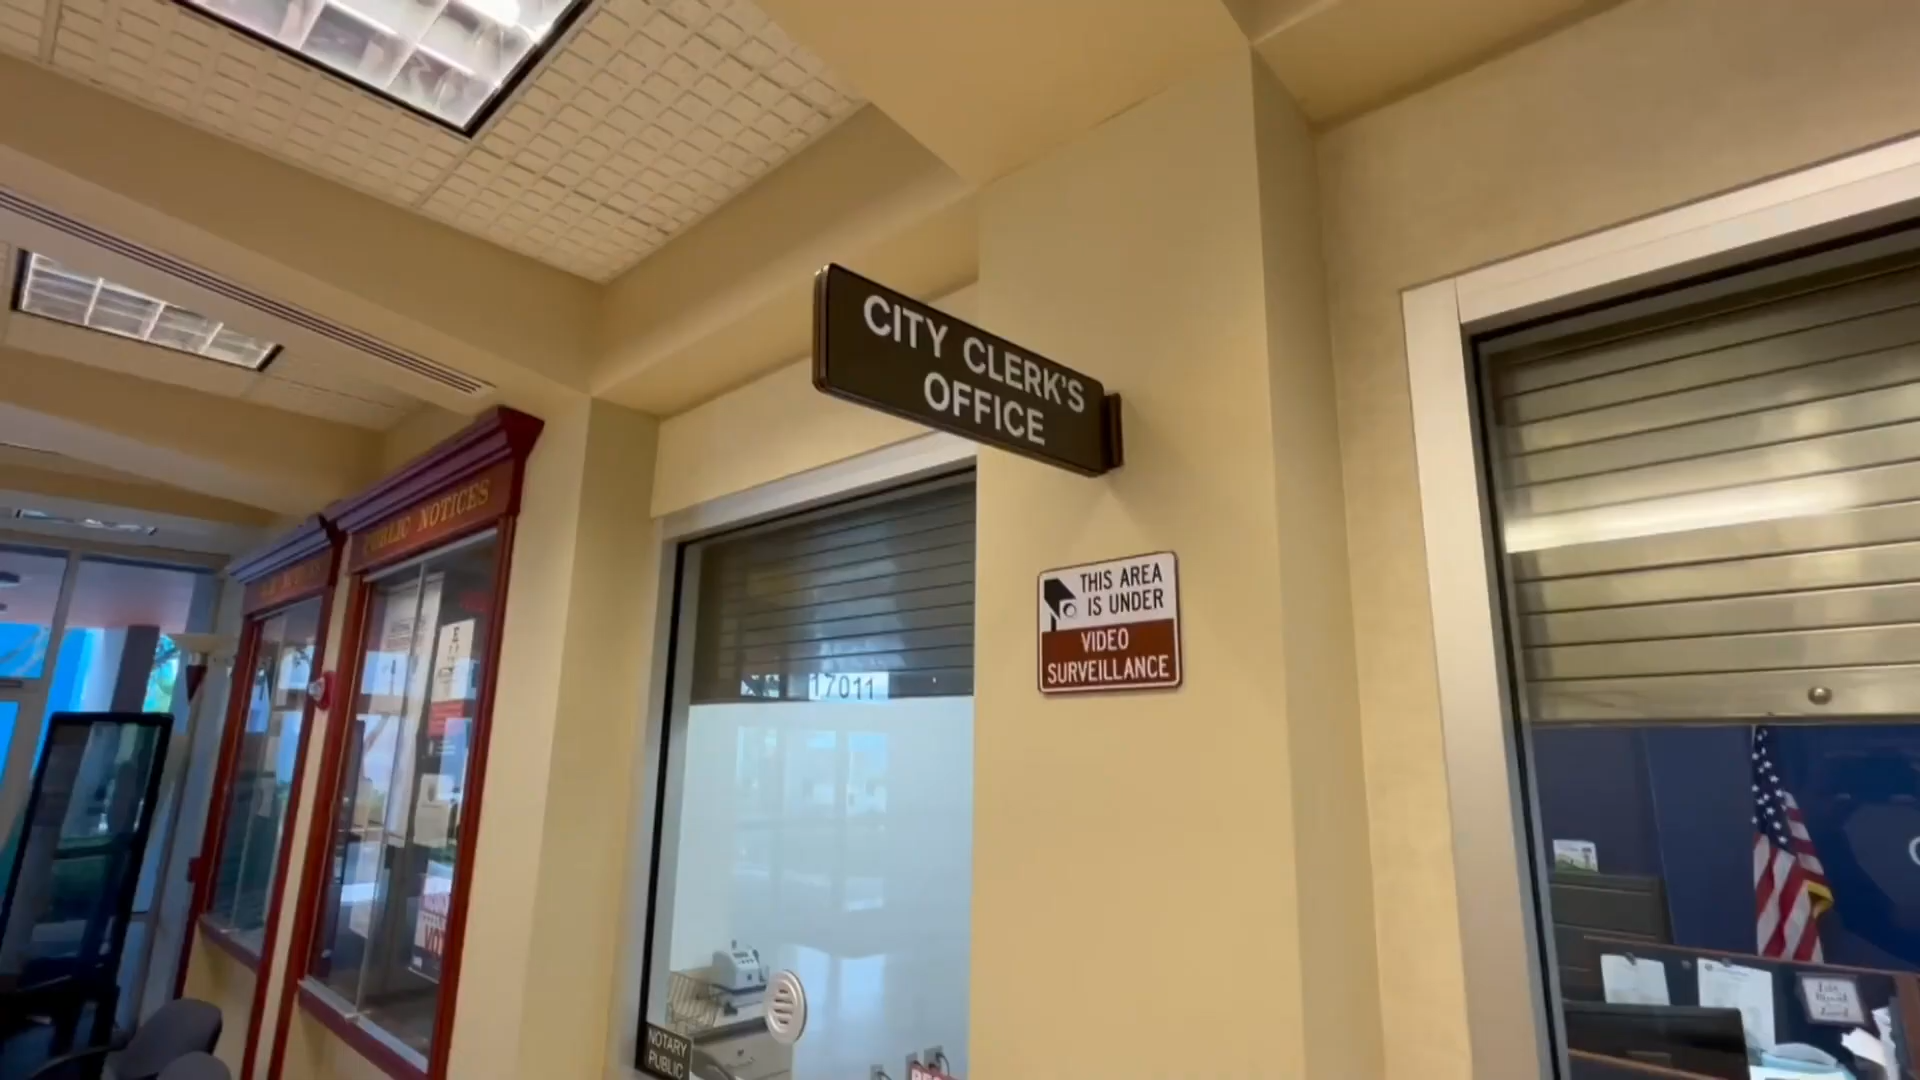 CITY CLERK'S
OFFICE
PUBLIC NOTICES
THIS AREA
IS UNDER
VIDEO
SURVEILLANCE
17011
NOTARY
PUBLIC